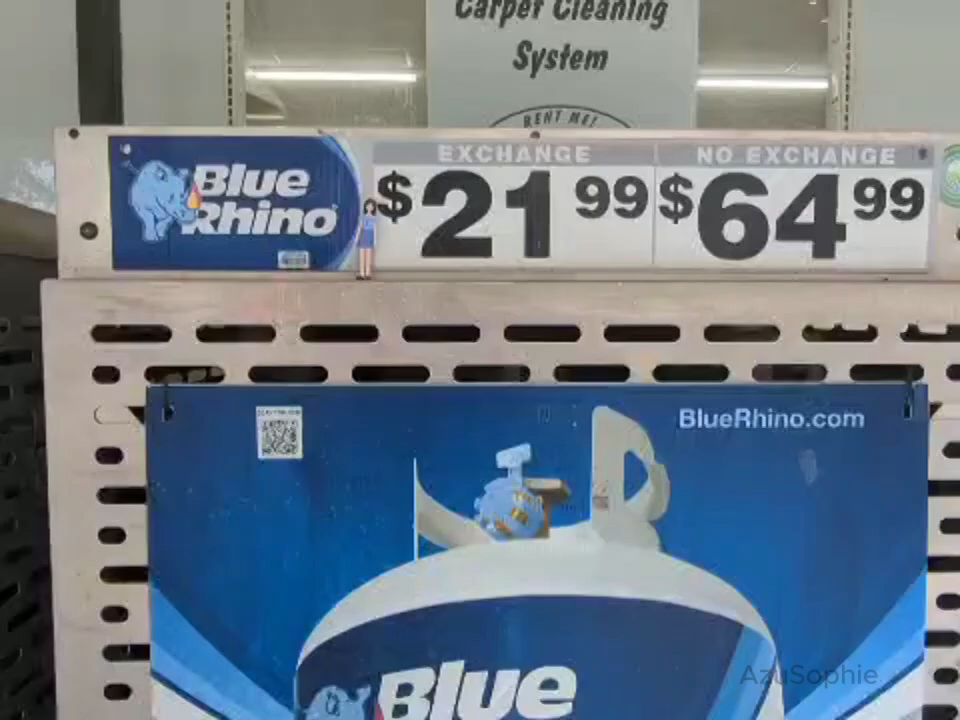 Carpet Cleaning
System
RENT ME!
Blue
Rhino
EXCHANGE
$21 99
NO EXCHANGE
$64 99
BlueRhino.com
Blue
AzuSophie